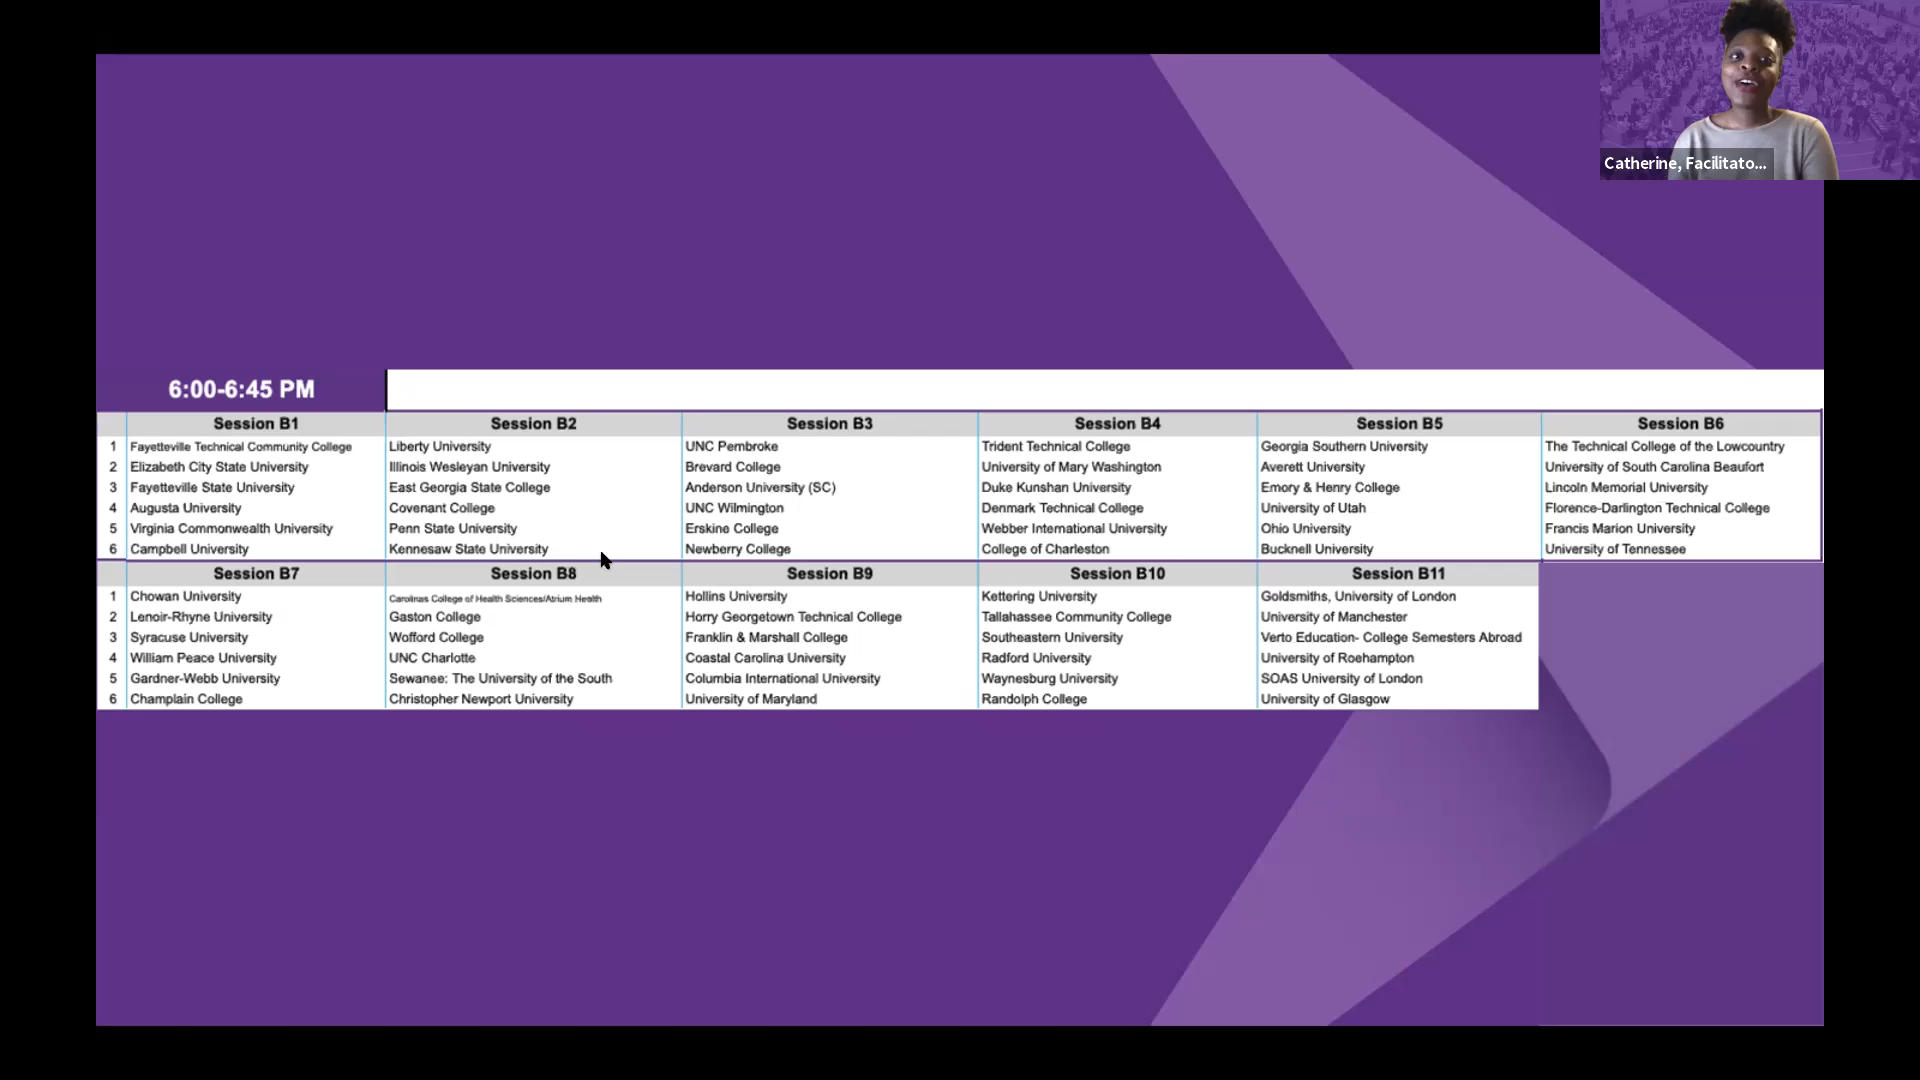 Catherine, Facilitato...
6:00-6:45 PM
Session B1 Session B2 Session B3 Session B4 Session B5 Session B6
1 Fayetteville Technical Community College Liberty University UNC Pembroke Trident Technical College Georgia Southern University The Technical College of the Lowcountry
2 Elizabeth City State University Illinois Wesleyan University Brevard College University of Mary Washington Averett University University of South Carolina Beaufort
3 Fayetteville State University East Georgia State College Anderson University (SC) Duke Kunshan University Emory & Henry College Lincoln Memorial University
4 Augusta University Covenant College UNC Wilmington Denmark Technical College University of Utah Florence-Darlington Technical College
5 Virginia Commonwealth University Penn State University Erskine College Webber International University Ohio University Francis Marion University
6 Campbell University Kennesaw State University Newberry College College of Charleston Bucknell University University of Tennessee
Session B7 Session B8 Session B9 Session B10 Session B11
1 Chowan University Carolinas College of Health Sciences/Atrium Health Hollins University Kettering University Goldsmiths, University of London
2 Lenoir-Rhyne University Gaston College Horry Georgetown Technical College Tallahassee Community College University of Manchester
3 Syracuse University Wofford College Franklin & Marshall College Southeastern University Verto Education- College Semesters Abroad
4 William Peace University UNC Charlotte Coastal Carolina University Radford University University of Roehampton
5 Gardner-Webb University Sewanee: The University of the South Columbia International University Waynesburg University SOAS University of London
6 Champlain College Christopher Newport University University of Maryland Randolph College University of Glasgow